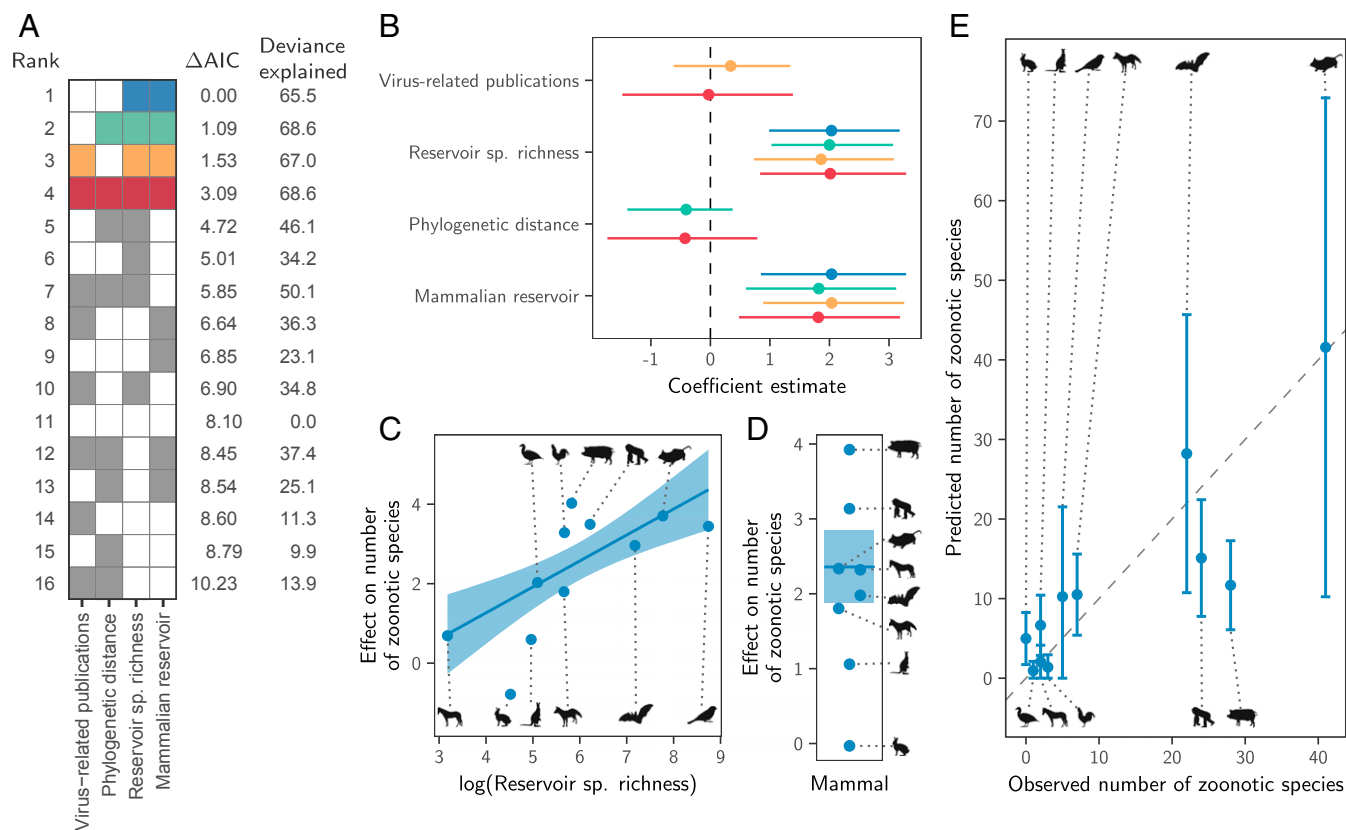 A
Rank
ΔAIC
Deviance
explained
1 0.00 65.5
2 1.09 68.6
3 1.53 67.0
4 3.09 68.6
5 4.72 46.1
6 5.01 34.2
7 5.85 50.1
8 6.64 36.3
9 6.85 23.1
10 6.90 34.8
11 8.10 0.0
12 8.45 37.4
13 8.54 25.1
14 8.60 11.3
15 8.79 9.9
16 10.23 13.9
Virus-related publications
Phylogenetic distance
Reservoir sp. richness
Mammalian reservoir
B
Virus-related publications
Reservoir sp. richness
Phylogenetic distance
Mammalian reservoir
-1 0 1 2 3
Coefficient estimate
C
Effect on number
of zoonotic species
4
2
0
3 4 5 6 7 8 9
log(Reservoir sp. richness)
D
Effect on number
of zoonotic species
4
3
2
1
0
Mammal
E
Predicted number of zoonotic species
70
60
50
40
30
20
10
0
0 10 20 30 40
Observed number of zoonotic species